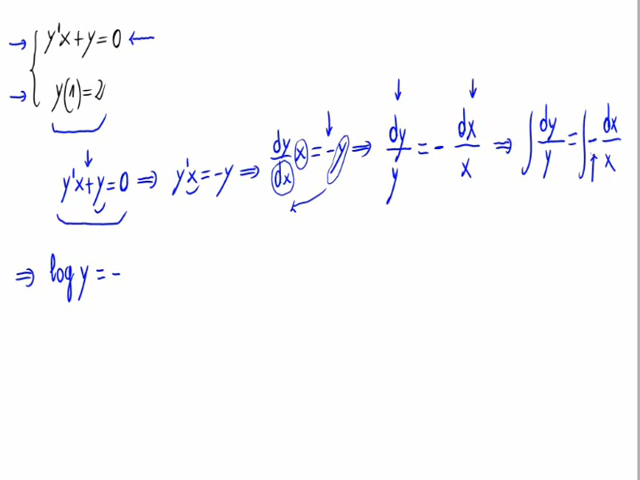 y'x+y=0
y(1)=2
y'x+y=0 ⇒ y'x=-y ⇒ dy/dx x = -y ⇒ dy/y = - dx/x ⇒ ∫ dy/y = ∫ - dx/x
⇒ log y = -